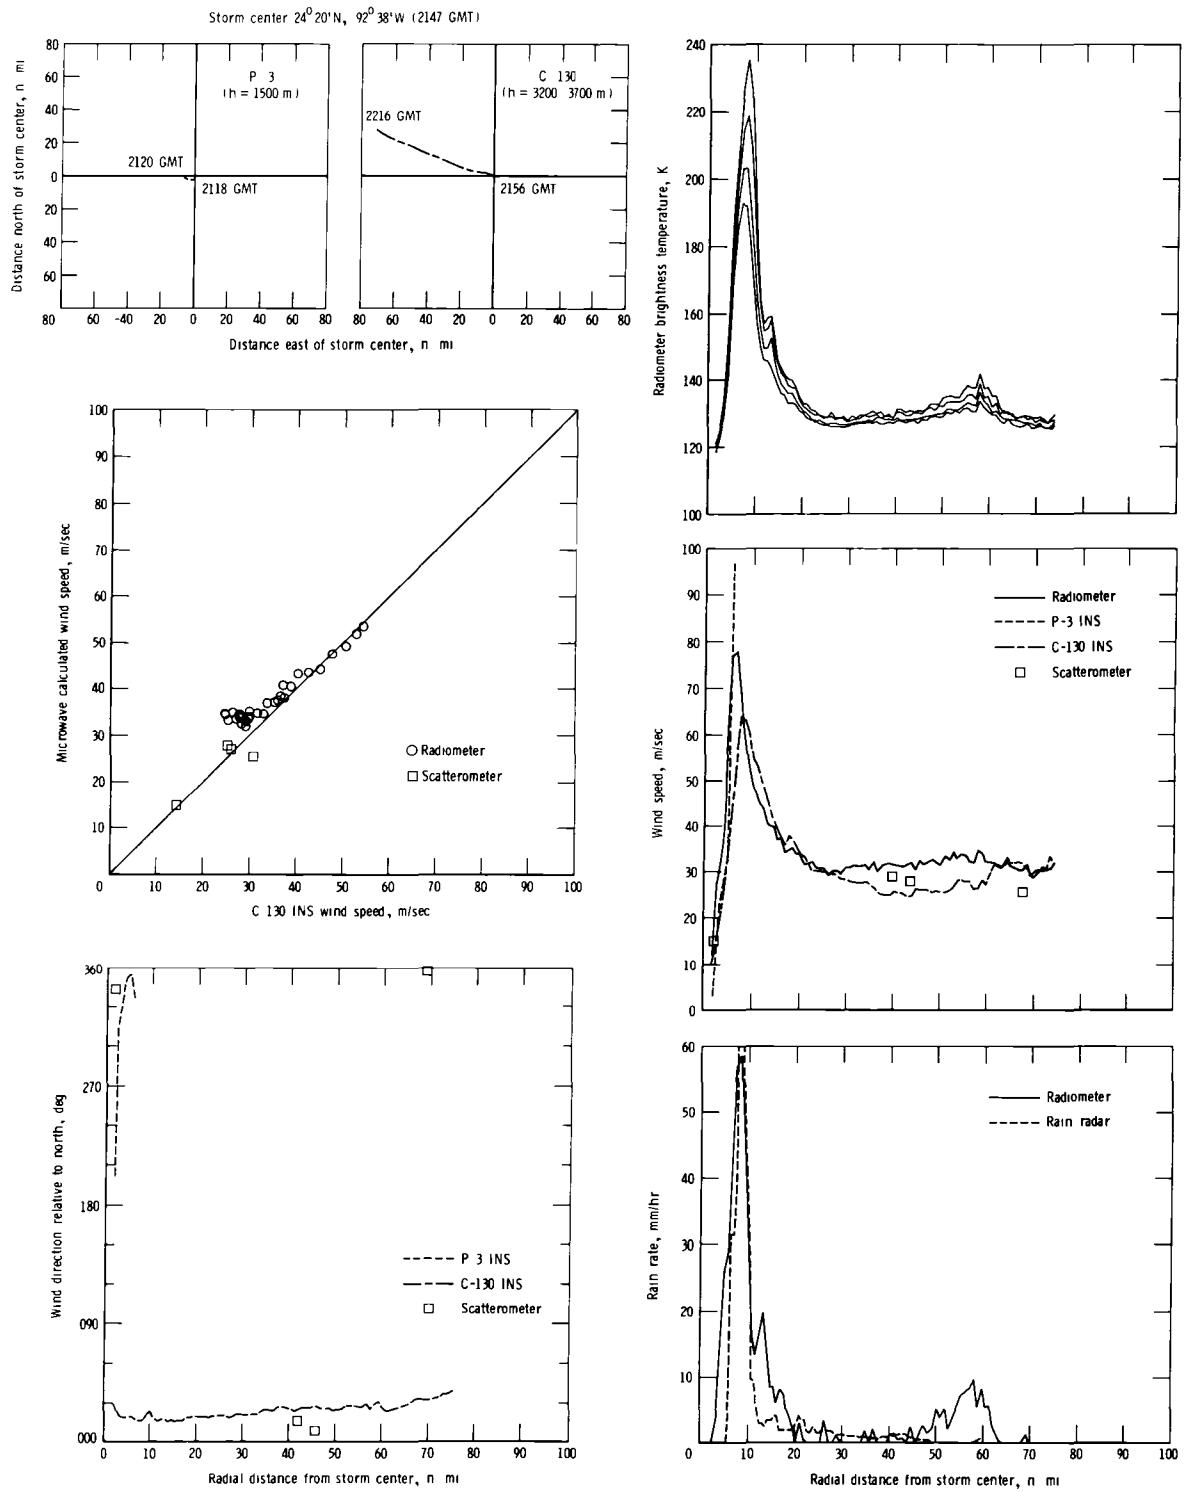 Storm center 24° 20'N, 92° 38'W (2147 GMT)
80
60
40
20
0
20
40
60
80 60 -40 20 0 20 40 60 80
Distance north of storm center, n mi
P 3
(h = 1500 m)
2120 GMT
2118 GMT
C 130
(h = 3200 3700 m)
2216 GMT
2156 GMT
60 40 20 0 20 40 60 80
Distance east of storm center, n mi
240
220
200
180
160
140
120
100
Radiometer brightness temperature, K
100
90
80
70
60
50
40
30
20
10
0 10 20 30 40 50 60 70 80 90 100
Microwave calculated wind speed, m/sec
Radiometer
Scatterometer
C 130 INS wind speed, m/sec
100
90
80
70
60
50
40
30
20
10
0
Wind speed, m/sec
Radiometer
P-3 INS
C-130 INS
Scatterometer
360
270
180
090
000
Wind direction relative to north, deg
P 3 INS
C-130 INS
Scatterometer
0 10 20 30 40 50 60 70 80 90 100
Radial distance from storm center, n mi
60
50
40
30
20
10
Rain rate, mm/hr
Radiometer
Rain radar
0 10 20 30 40 50 60 70 80 90 100
Radial distance from storm center, n mi